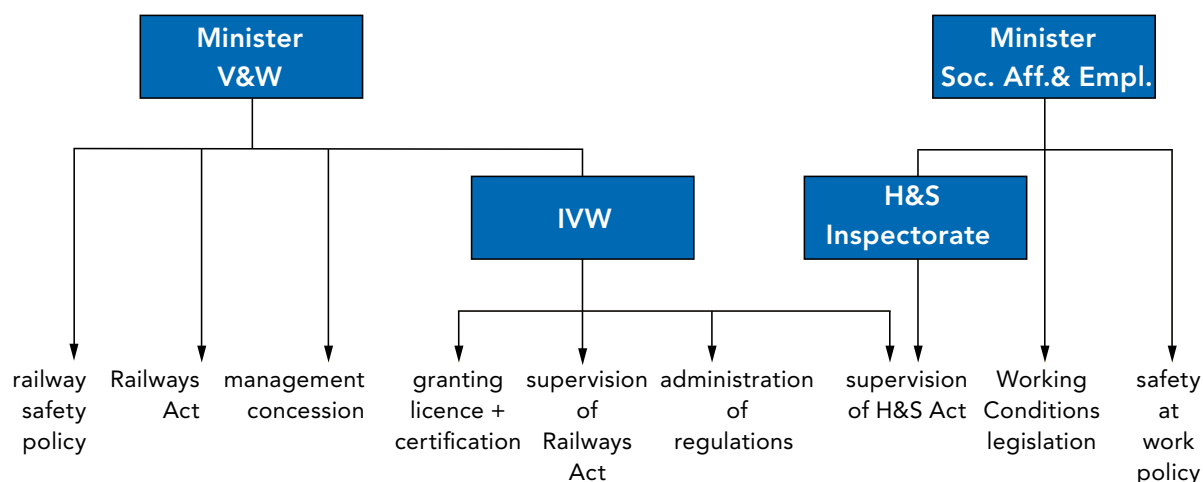 Minister
V&W
Minister
Soc. Aff.& Empl.
IVW
H&S
Inspectorate
railway
safety
policy
Railways
Act
management
concession
granting
licence +
certification
supervision
of
Railways
Act
administration
of
regulations
supervision
of H&S Act
Working
Conditions
legislation
safety
at
work
policy